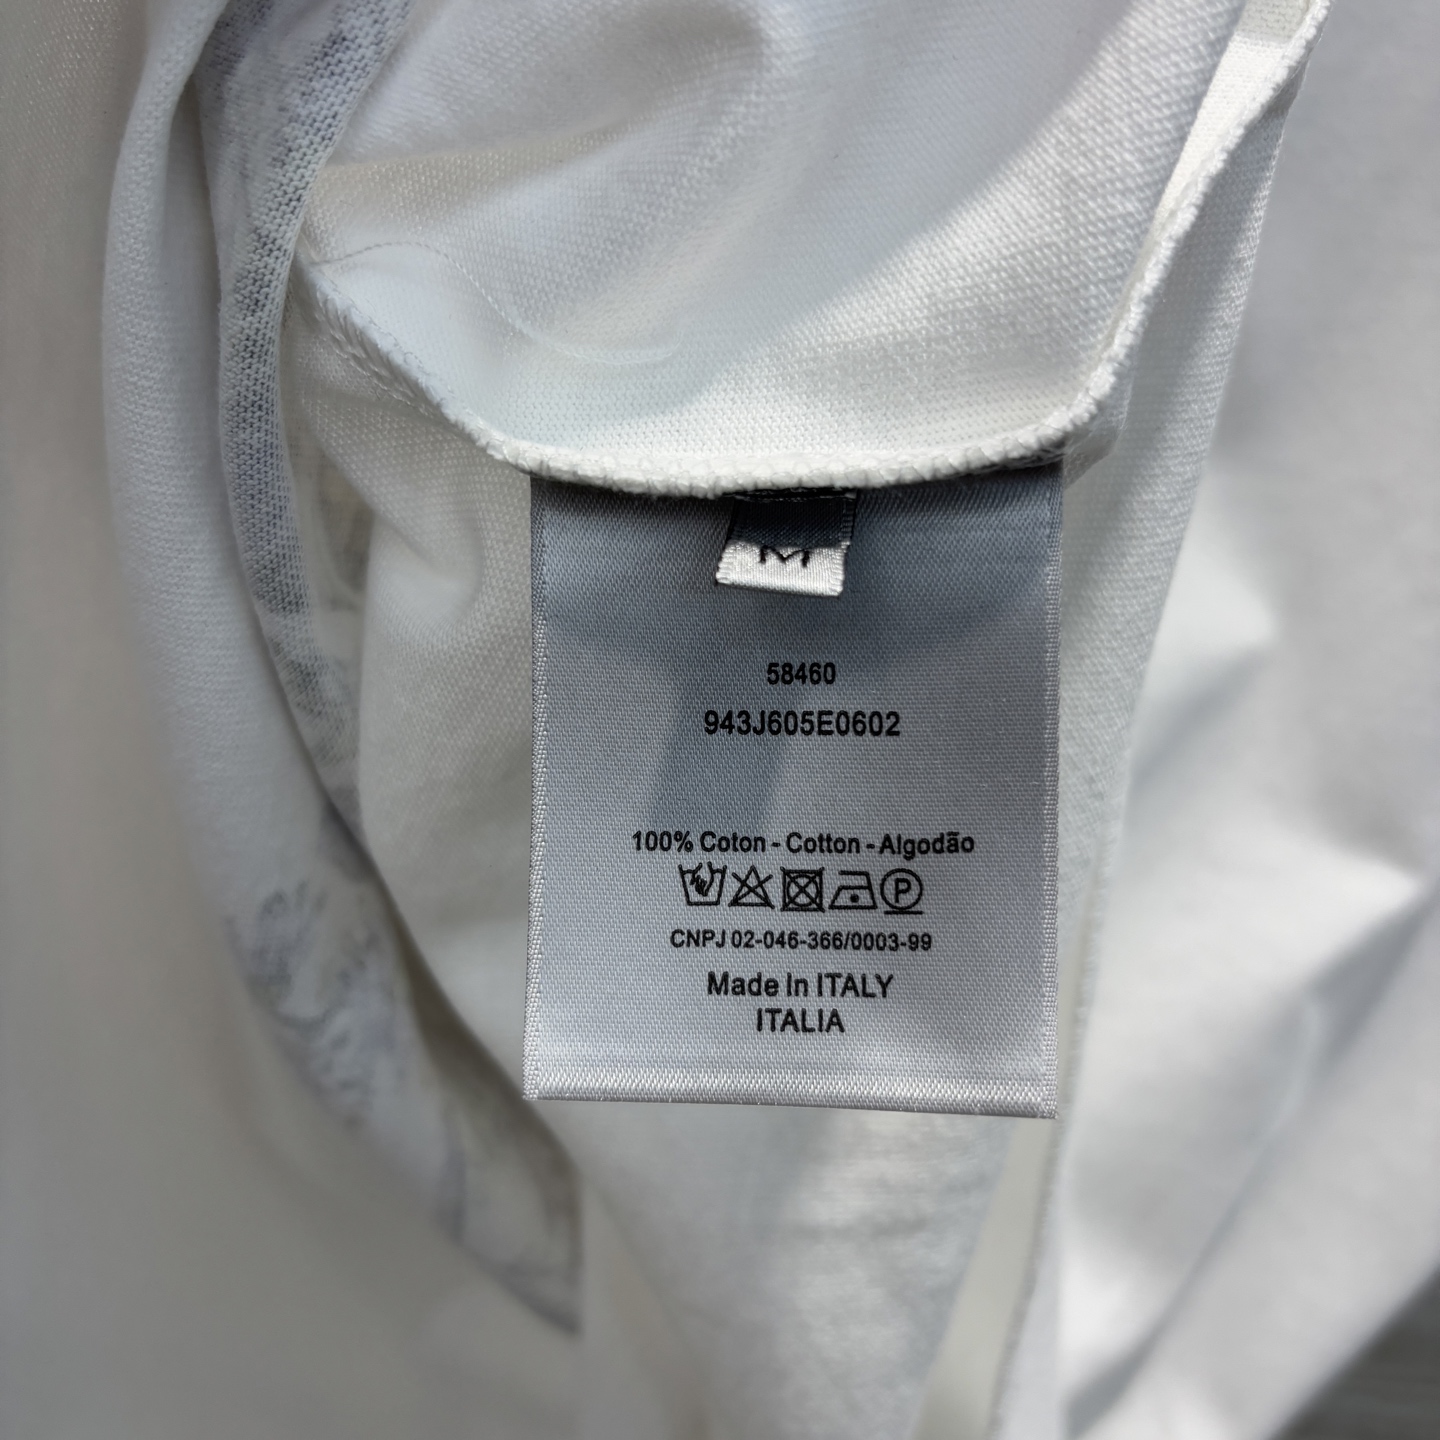 M
58460
943J605E0602
100% Coton - Cotton - Algodão
P
CNPJ 02-046-366/0003-99
Made In ITALY
ITALIA